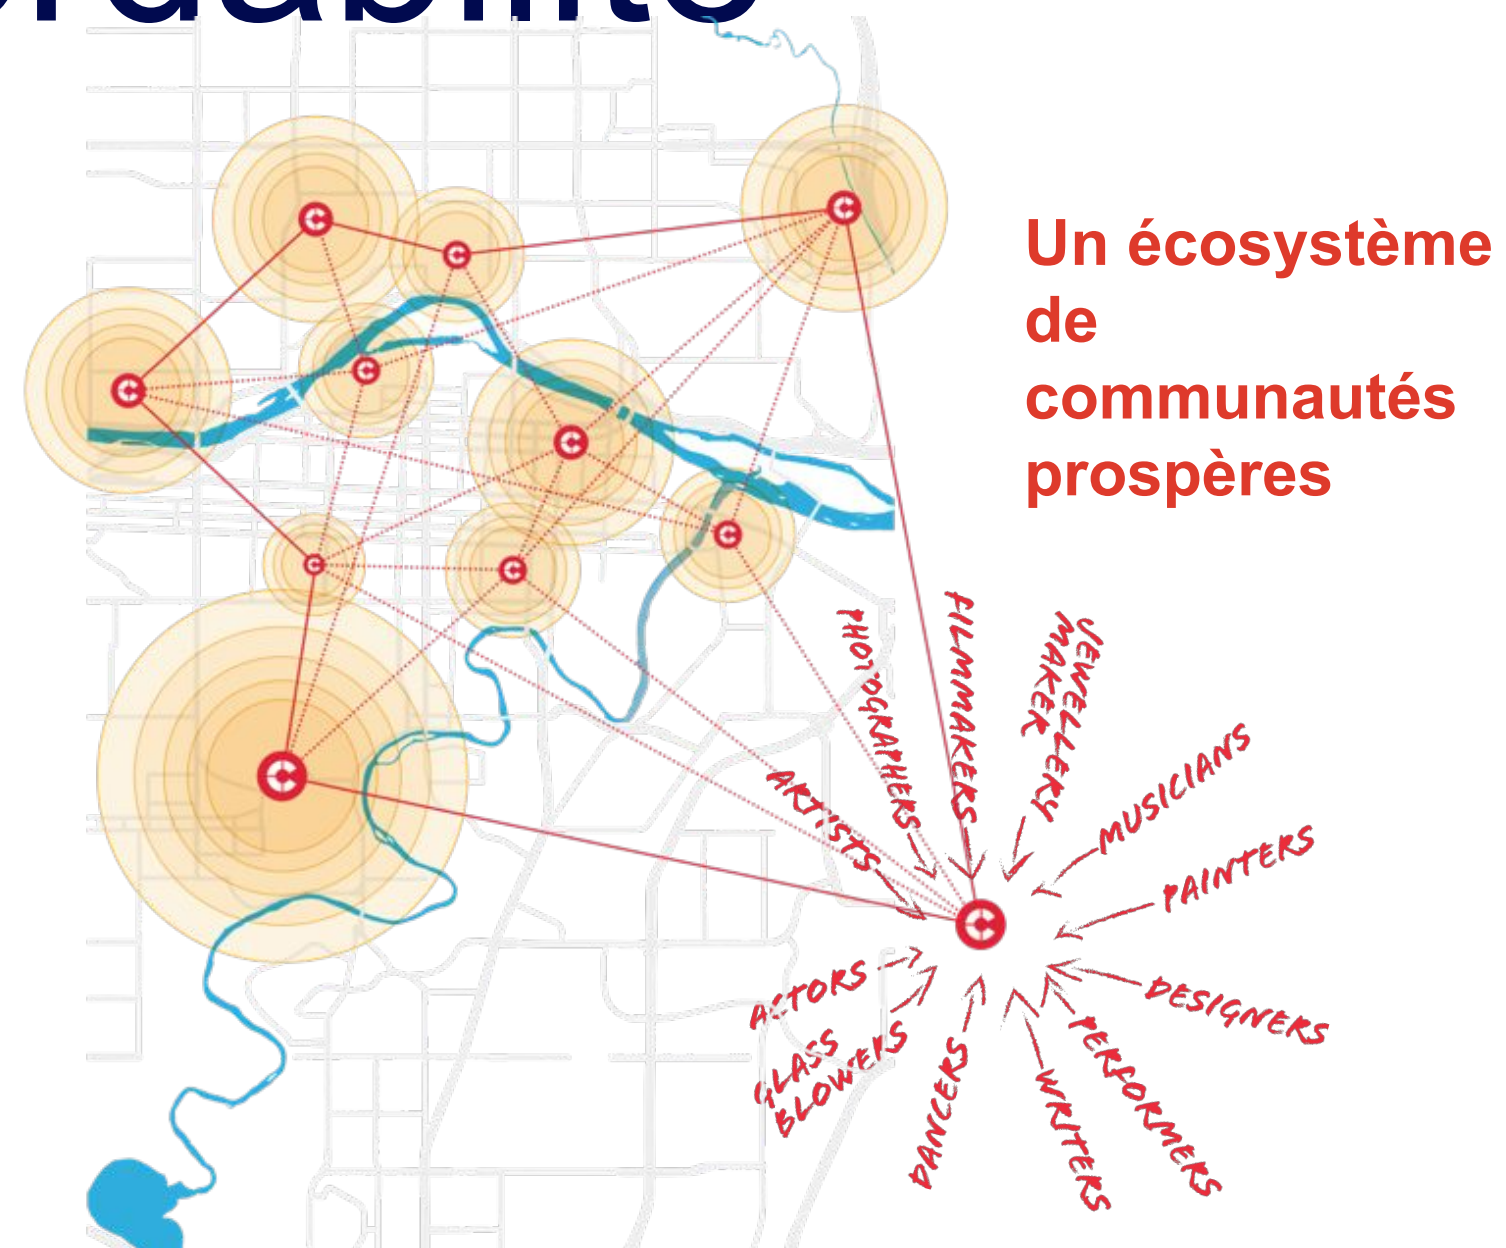 Un écosystème
de
communautés
prospères
PHOTOGRAPHERS
FILMMAKERS
JEWELLERY
MAKER
ARTISTS
MUSICIANS
PAINTERS
ACTORS
DESIGNERS
GLASS
BLOWERS
DANCERS
WRITERS
PERFORMERS